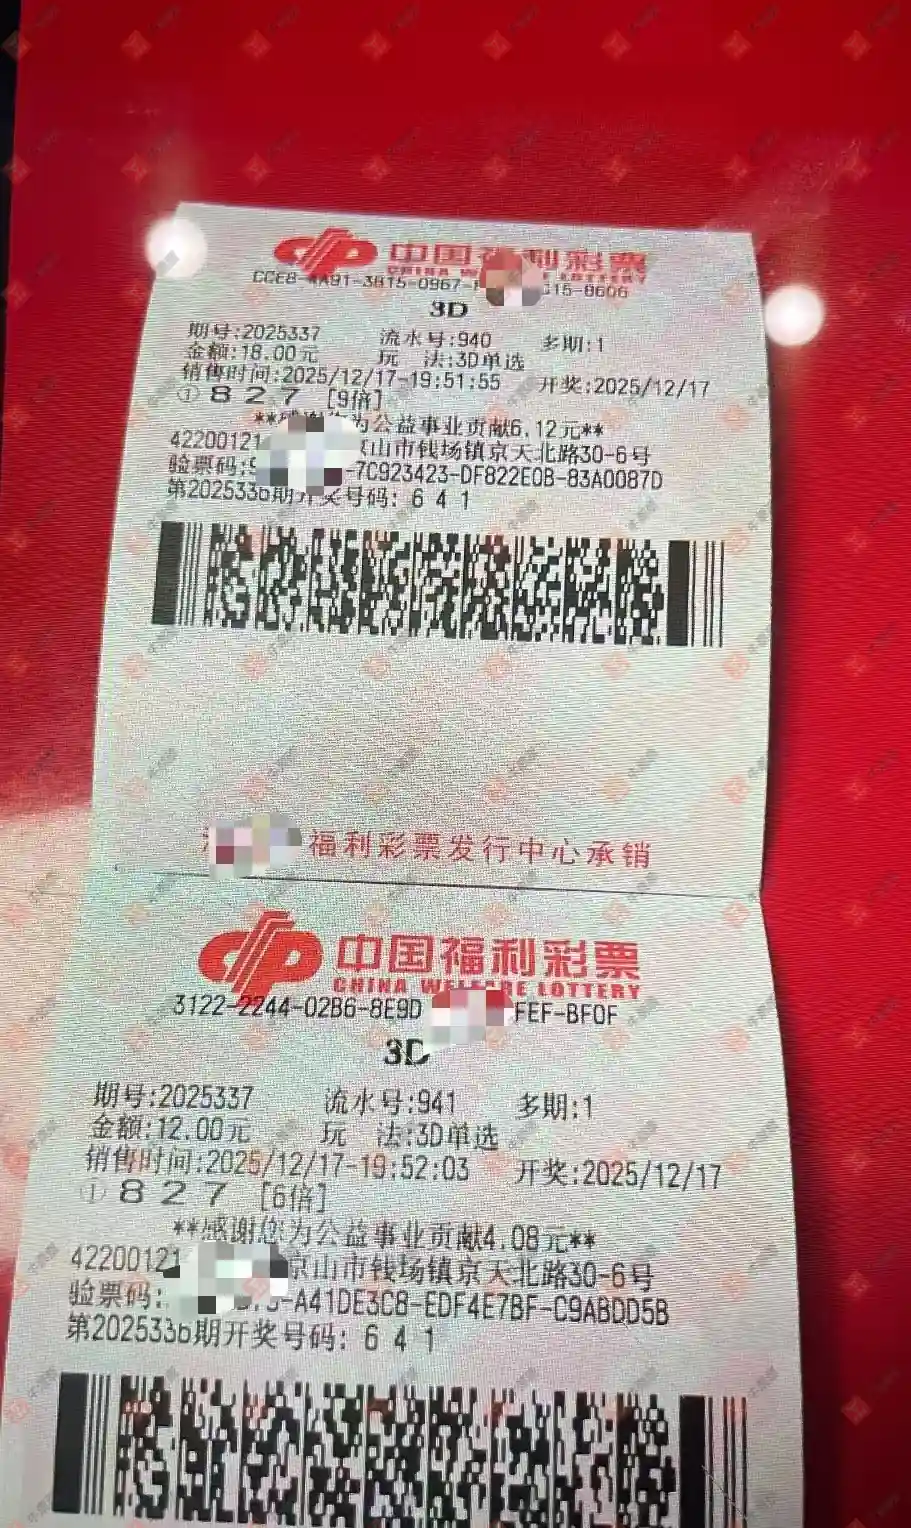 中国福利彩票
CHINA W LOTTERY
CCE8-4A91-3B15-0967- C15-8606
3D
期号:2025337 流水号:940 多期:1
金额:18.00元 玩 法:3D单选
销售时间:2025/12/17-19:51:55 开奖:2025/12/17
① 8 2 7 [9倍]
**感谢您为公益事业贡献6.12元**
42200121 京山市钱场镇京天北路30-6号
验票码:9 -7C923423-DF822E0B-83A0087D
第2025336期开奖号码: 6 4 1
福利彩票发行中心承销
中国福利彩票
CHINA WELFARE LOTTERY
3122-2244-02B6-8E9D FEF-BF0F
3D
期号:2025337 流水号:941 多期:1
金额:12.00元 玩 法:3D单选
销售时间:2025/12/17-19:52:03 开奖:2025/12/17
① 8 2 7 [6倍]
**感谢您为公益事业贡献4.08元**
42200121 京山市钱场镇京天北路30-6号
验票码: -A41DE3C8-EDF4E7BF-C9ABDD5B
第2025336期开奖号码: 6 4 1